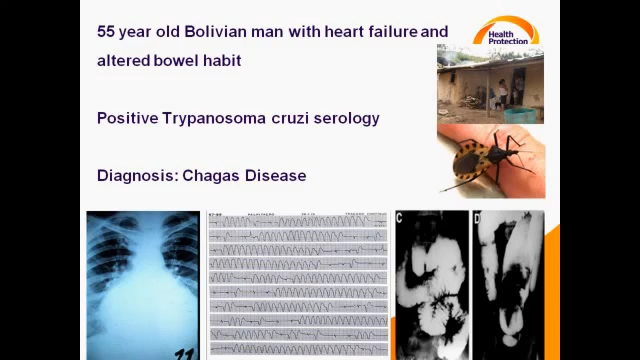 55 year old Bolivian man with heart failure and
altered bowel habit
Health
Protection
Positive Trypanosoma cruzi serology
Diagnosis: Chagas Disease
C
D